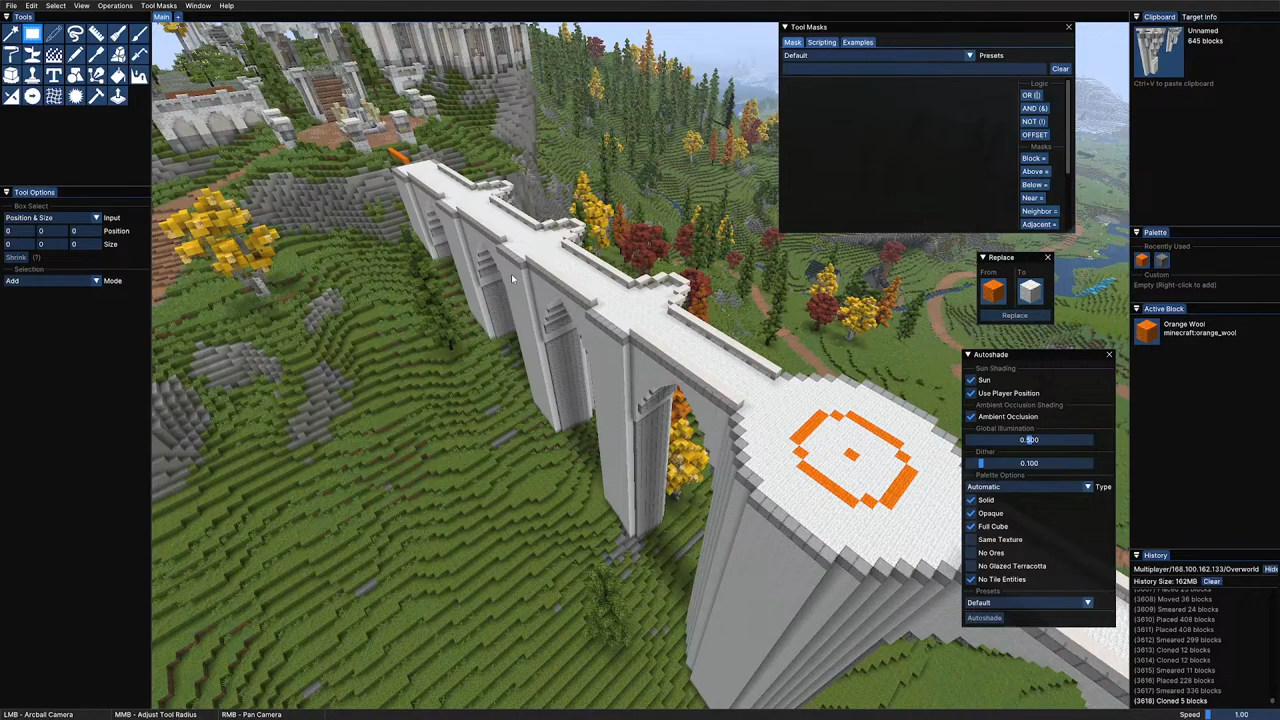 File Edit Select View Operations Tool Masks Window Help
Tools
Main +
Tool Options
Box Select
Position & Size Input
0 0 0 Position
0 0 0 Size
Shrink (?)
Selection
Add Mode
Tool Masks
Mask Scripting Examples
Default Presets
Clear
Logic
OR (|)
AND (&)
NOT (!)
OFFSET
Masks
Block =
Above =
Below =
Near =
Neighbor =
Adjacent =
Replace
From To
Replace
Autoshade
Sun Shading
Sun
Use Player Position
Ambient Occlusion Shading
Ambient Occlusion
Global Illumination
0.500
Dither
0.100
Palette Options
Automatic Type
Solid
Opaque
Full Cube
Same Texture
No Ores
No Glazed Terracotta
No Tile Entities
Presets
Default
Autoshade
Clipboard Target Info
Unnamed
645 blocks
Ctrl+V to paste clipboard
Palette
Recently Used
Custom
Empty (Right-click to add)
Active Block
Orange Wool
minecraft:orange_wool
History
Multiplayer/168.100.162.133/Overworld Hide
History Size: 162MB Clear
(3608) Moved 36 blocks
(3609) Smeared 24 blocks
(3610) Placed 408 blocks
(3611) Placed 408 blocks
(3612) Smeared 299 blocks
(3613) Cloned 12 blocks
(3614) Cloned 12 blocks
(3615) Smeared 11 blocks
(3616) Placed 228 blocks
(3617) Smeared 336 blocks
(3618) Cloned 5 blocks
LMB - Arcball Camera MMB - Adjust Tool Radius RMB - Pan Camera
Speed 1.00